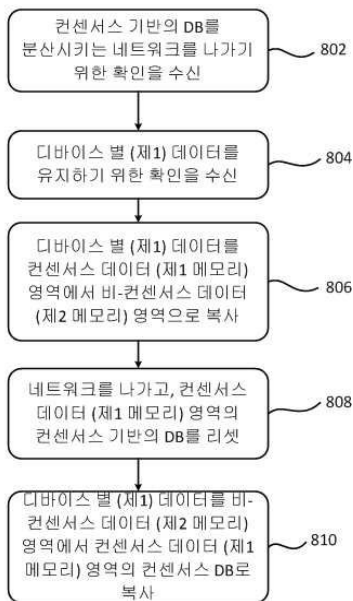 컨센서스 기반의 DB를
분산시키는 네트워크를 나가기
위한 확인을 수신
802
디바이스 별 (제1) 데이터를
유지하기 위한 확인을 수신
804
디바이스 별 (제1) 데이터를
컨센서스 데이터 (제1 메모리)
영역에서 비-컨센서스 데이터
(제2 메모리) 영역으로 복사
806
네트워크를 나가고, 컨센서스
데이터 (제1 메모리) 영역의
컨센서스 기반의 DB를 리셋
808
디바이스 별 (제1) 데이터를 비-
컨센서스 데이터 (제2 메모리)
영역에서 컨센서스 데이터 (제1
메모리) 영역의 컨센서스 DB로
복사
810